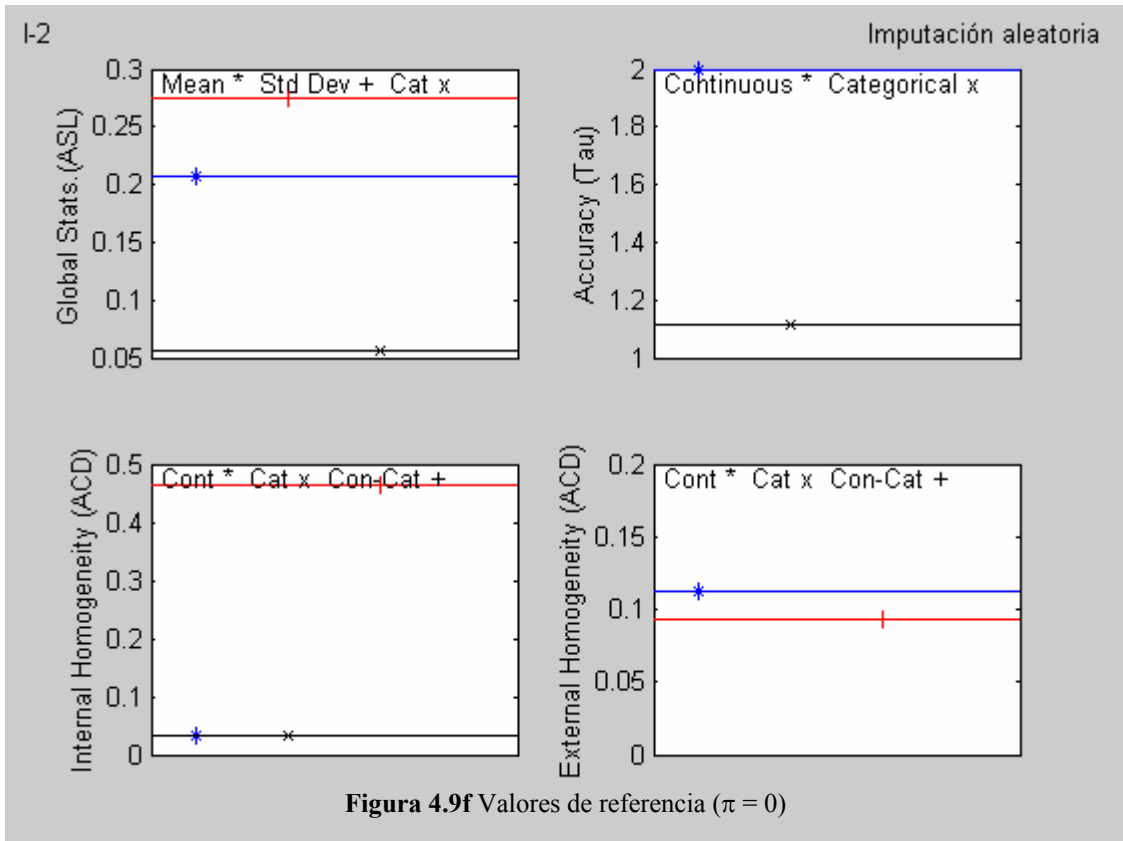 I-2
Imputación aleatoria
Global Stats.(ASL)
0.3
0.25
0.2
0.15
0.1
0.05
Mean * Std Dev + Cat x
Accuracy (Tau)
2
1.8
1.6
1.4
1.2
1
Continuous * Categorical x
Internal Homogeneity (ACD)
0.5
0.4
0.3
0.2
0.1
0
Cont * Cat x Con-Cat +
External Homogeneity (ACD)
0.2
0.15
0.1
0.05
0
Cont * Cat x Con-Cat +
Figura 4.9f Valores de referencia (π = 0)